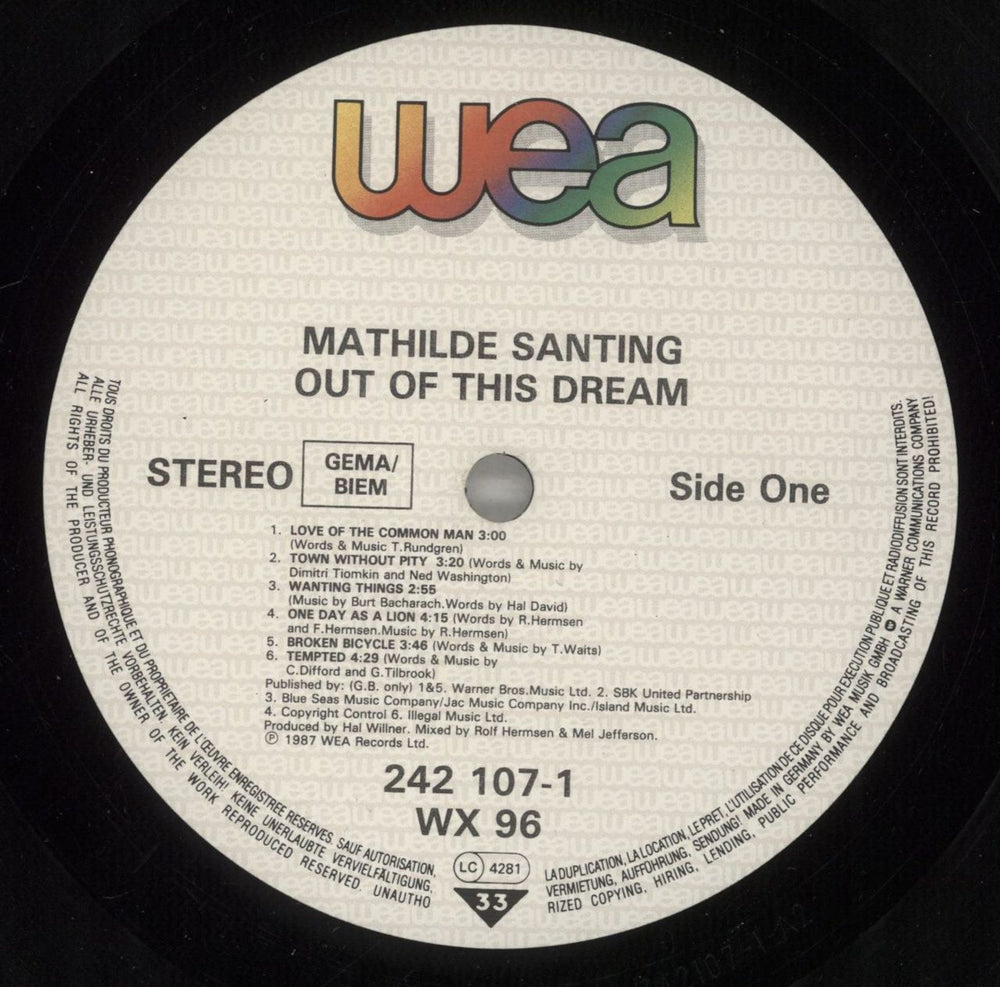 wea
MATHILDE SANTING
OUT OF THIS DREAM
STEREO
GEMA/
BIEM
Side One
1. LOVE OF THE COMMON MAN 3:00
(Words & Music T.Rundgren)
2. TOWN WITHOUT PITY 3:20 (Words & Music by
Dimitri Tiomkin and Ned Washington)
3. WANTING THINGS 2:55
(Music by Burt Bacharach.Words by Hal David)
4. ONE DAY AS A LION 4:15 (Words by R.Hermsen
and F.Hermsen.Music by R.Hermsen)
5. BROKEN BICYCLE 3:46 (Words & Music by T.Waits)
6. TEMPTED 4:29 (Words & Music by
C.Difford and G.Tilbrook)
Published by: (G.B. only) 1&5. Warner Bros.Music Ltd. 2. SBK United Partnership
3. Blue Seas Music Company/Jac Music Company Inc./Island Music Ltd.
4. Copyright Control 6. Illegal Music Ltd.
Produced by Hal Willner. Mixed by Rolf Hermsen & Mel Jefferson.
℗ 1987 WEA Records Ltd.
242 107-1
WX 96
LC 4281
33
TOUS DROITS DU PRODUCTEUR PHONOGRAPHIQUE ET DU PROPRIETAIRE DE L'ŒUVRE ENREGISTREE RESERVES. SAUF AUTORISATION, LA DUPLICATION, LA LOCATION, LE PRET, L'UTILISATION DE CE DISQUE POUR EXECUTION PUBLIQUE ET RADIODIFFUSION SONT INTERDITS.
ALLE URHEBER- UND LEISTUNGSSCHUTZRECHTE VORBEHALTEN. KEIN VERLEIH! KEINE UNERLAUBTE VERVIELFÄLTIGUNG, VERMIETUNG, AUFFÜHRUNG, SENDUNG! MADE IN GERMANY BY WEA MUSIK GMBH A WARNER COMMUNICATIONS COMPANY
ALL RIGHTS OF THE PRODUCER AND OF THE OWNER OF THE WORK REPRODUCED RESERVED. UNAUTHORIZED COPYING, HIRING, LENDING, PUBLIC PERFORMANCE AND BROADCASTING OF THIS RECORD PROHIBITED!